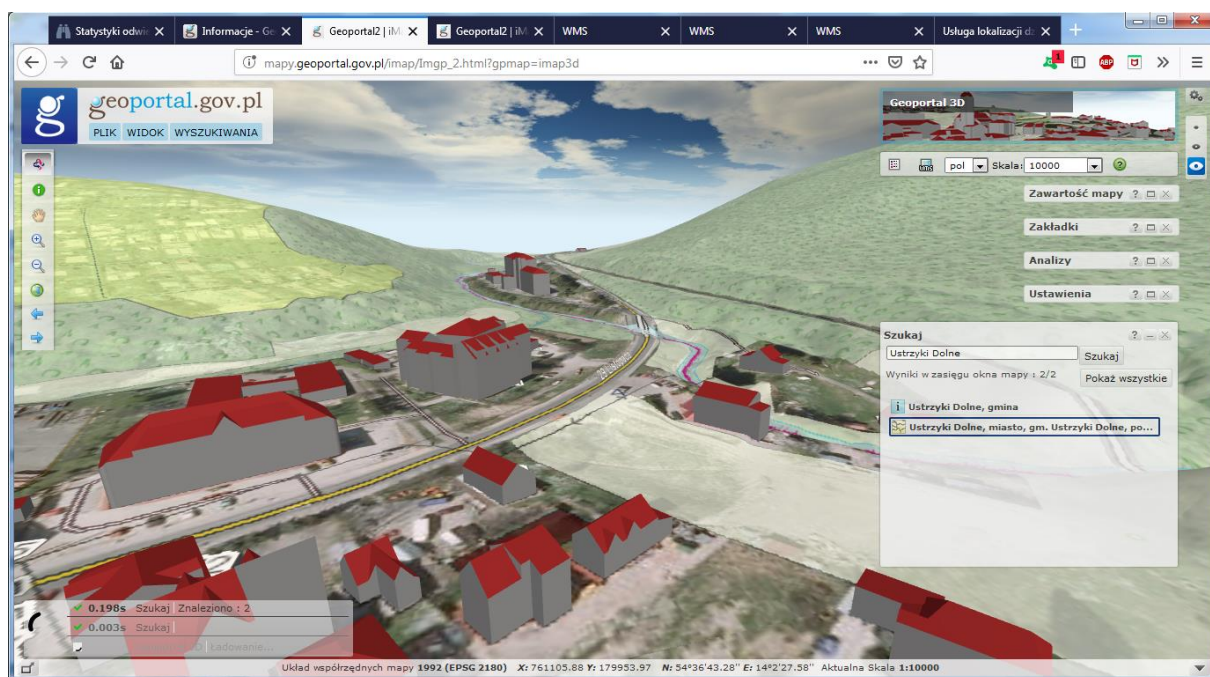 Statystyki odwie
Informacje - Ge
Geoportal2 | iM
Geoportal2 | iM
WMS
WMS
WMS
Usługa lokalizacji dz
mapy.geoportal.gov.pl/imap/Imgp_2.html?gpmap=imap3d
1
ABP
geoportal.gov.pl
PLIK WIDOK WYSZUKIWANIA
Geoportal 3D
pol Skala: 10000
Zawartość mapy
Zakładki
Analizy
Ustawienia
Szukaj
Ustrzyki Dolne Szukaj
Wyniki w zasięgu okna mapy : 2/2 Pokaż wszystkie
Ustrzyki Dolne, gmina
Ustrzyki Dolne, miasto, gm. Ustrzyki Dolne, po...
0.198s Szukaj Znaleziono : 2
0.003s Szukaj
Ładowanie...
Układ współrzędnych mapy 1992 (EPSG 2180) X: 761105.88 Y: 179953.97 N: 54°36'43.28'' E: 14°2'27.58'' Aktualna Skala 1:10000